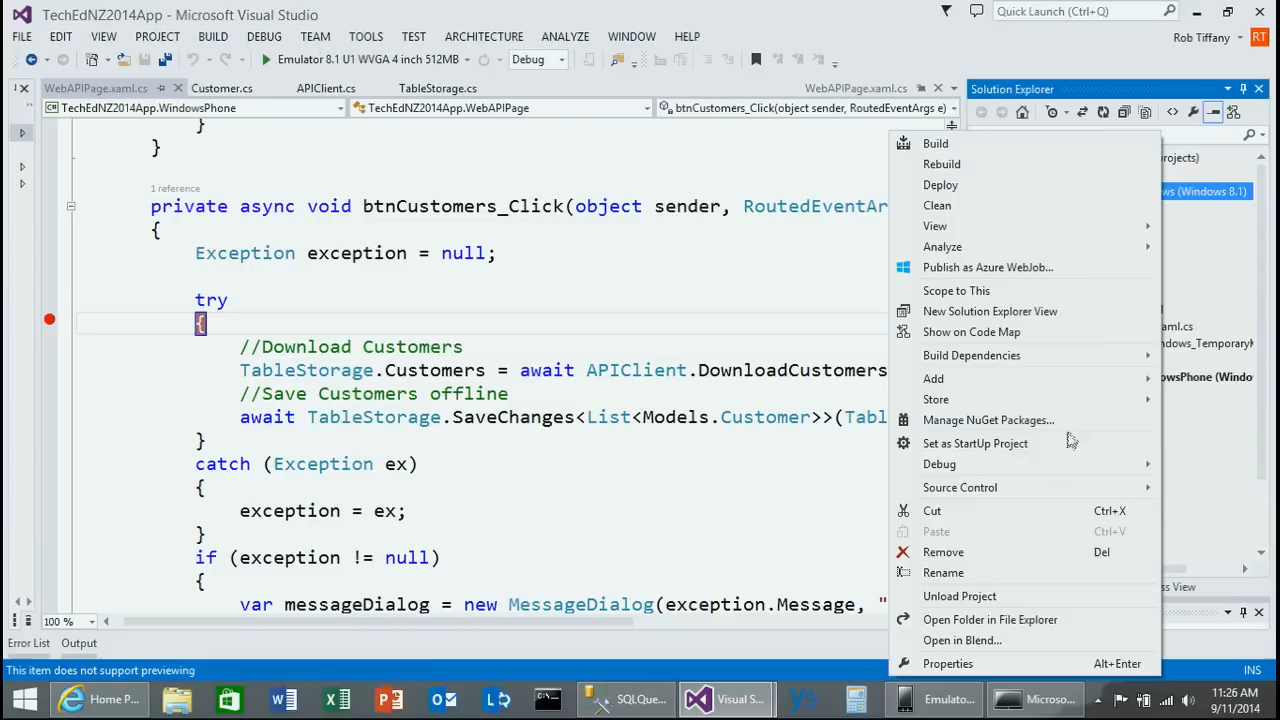 TechEdNZ2014App - Microsoft Visual Studio
Quick Launch (Ctrl+Q)
FILE EDIT VIEW PROJECT BUILD DEBUG TEAM TOOLS TEST ARCHITECTURE ANALYZE WINDOW HELP
Rob Tiffany RT
Emulator 8.1 U1 WVGA 4 inch 512MB
Debug
WebAPIPage.xaml.cs Customer.cs APIClient.cs TableStorage.cs WebAPIPage.xaml.cs
Solution Explorer
TechEdNZ2014App.WindowsPhone TechEdNZ2014App.WebAPIPage btnCustomers_Click(object sender, RoutedEventArgs e)
}
}
1 reference
private async void btnCustomers_Click(object sender, RoutedEventAr
{
Exception exception = null;
try
{
//Download Customers
TableStorage.Customers = await APIClient.DownloadCustomers
//Save Customers offline
await TableStorage.SaveChanges<List<Models.Customer>>(Tabl
}
catch (Exception ex)
{
exception = ex;
}
if (exception != null)
{
var messageDialog = new MessageDialog(exception.Message, "
Build
Rebuild
Deploy
Clean
View
Analyze
Publish as Azure WebJob...
Scope to This
New Solution Explorer View
Show on Code Map
Build Dependencies
Add
Store
Manage NuGet Packages...
Set as StartUp Project
Debug
Source Control
Cut Ctrl+X
Paste Ctrl+V
Remove Del
Rename
Unload Project
Open Folder in File Explorer
Open in Blend...
Properties Alt+Enter
rojects)
ws (Windows 8.1)
aml.cs
ndows_TemporaryK
owsPhone (Windo
ss View
100 %
Error List Output
This item does not support previewing
INS
Home P... SQLQue... Visual S... Emulato... Microso...
11:26 AM
9/11/2014